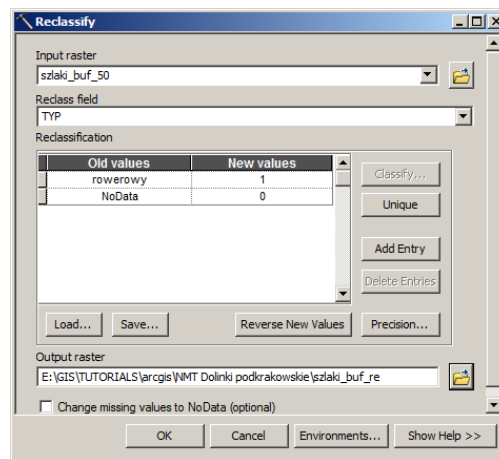 Reclassify
Input raster
szlaki_buf_50
Reclass field
TYP
Reclassification
Old values New values
rowerowy 1
NoData 0
Classify...
Unique
Add Entry
Delete Entries
Load... Save... Reverse New Values Precision...
Output raster
E:\GIS\TUTORIALS\arcgis\NMT Dolinki podkrakowskie\szlaki_buf_re
Change missing values to NoData (optional)
OK Cancel Environments... Show Help >>